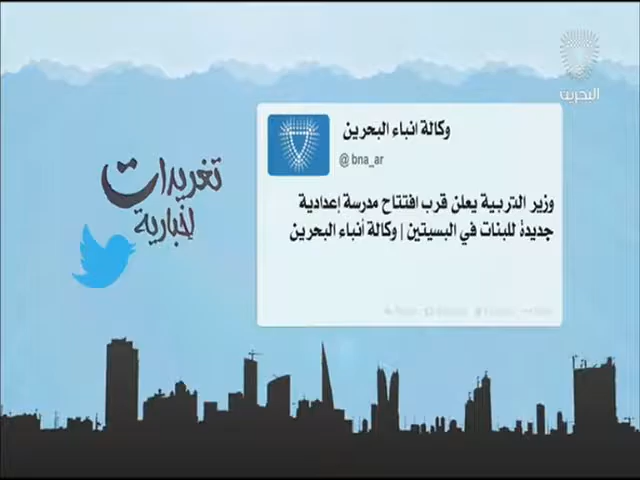 البحرين
وكالة انباء البحرين
@bna_ar
تغريدات
إخبارية
وزير التربية يعلن قرب افتتاح مدرسة إعدادية
جديدة للبنات في البسيتين | وكالة أنباء البحرين